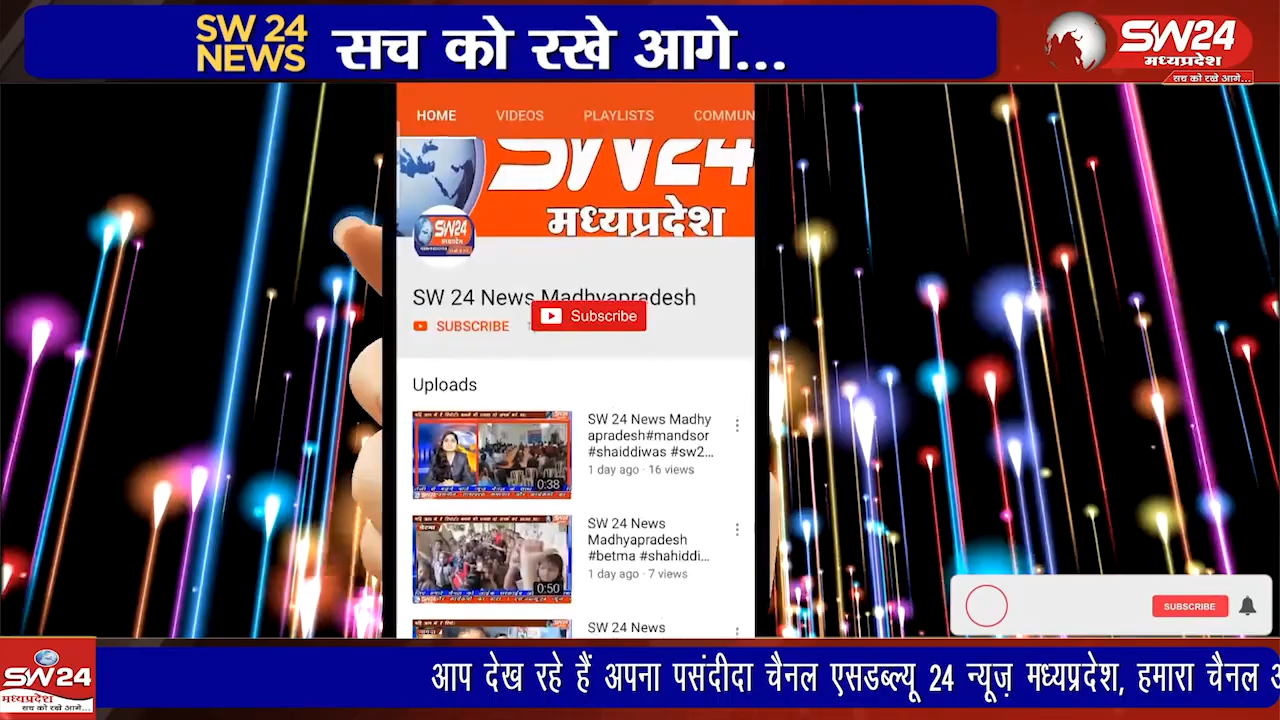 SW 24
NEWS
सच को रखे आगे...
SW24
मध्यप्रदेश
सच को रखे आगे...
HOME VIDEOS PLAYLISTS COMMUN
SW24
मध्यप्रदेश
SW24
SW 24 News Madhyapradesh
SUBSCRIBE
Subscribe
Uploads
SW 24 News Madhy
apradesh#mandsor
#shaiddiwas #sw2...
1 day ago · 16 views
0:38
SW 24 News
Madhyapradesh
#betma #shahiddi...
1 day ago · 7 views
0:50
SW 24 News
SUBSCRIBE
SW24
मध्यप्रदेश
सच को रखे आगे...
आप देख रहे हैं अपना पसंदीदा चैनल एसडब्ल्यू 24 न्यूज़ मध्यप्रदेश, हमारा चैनल